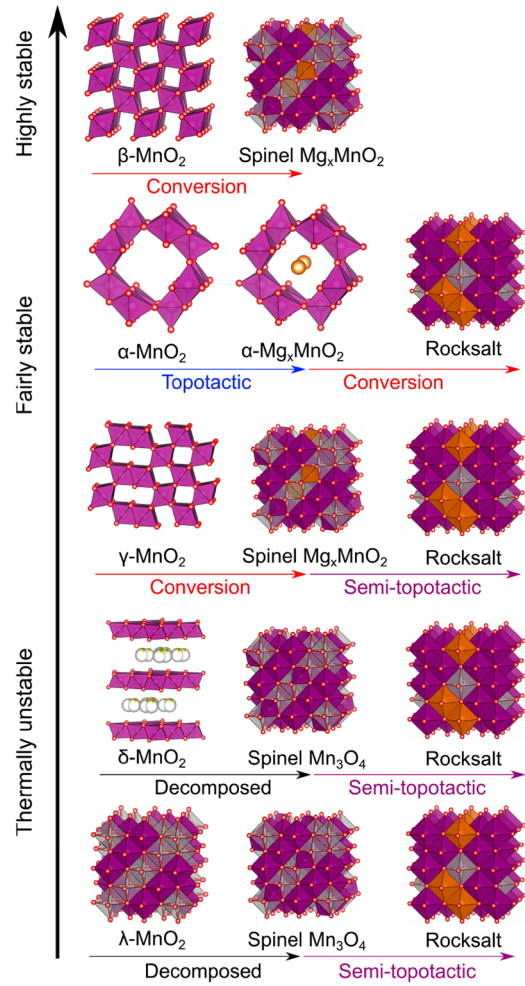 Highly stable
β-MnO₂ Spinel MgₓMnO₂
Conversion
Fairly stable
α-MnO₂ α-MgₓMnO₂ Rocksalt
Topotactic Conversion
γ-MnO₂ Spinel MgₓMnO₂ Rocksalt
Conversion Semi-topotactic
Thermally unstable
δ-MnO₂ Spinel Mn₃O₄ Rocksalt
Decomposed Semi-topotactic
λ-MnO₂ Spinel Mn₃O₄ Rocksalt
Decomposed Semi-topotactic